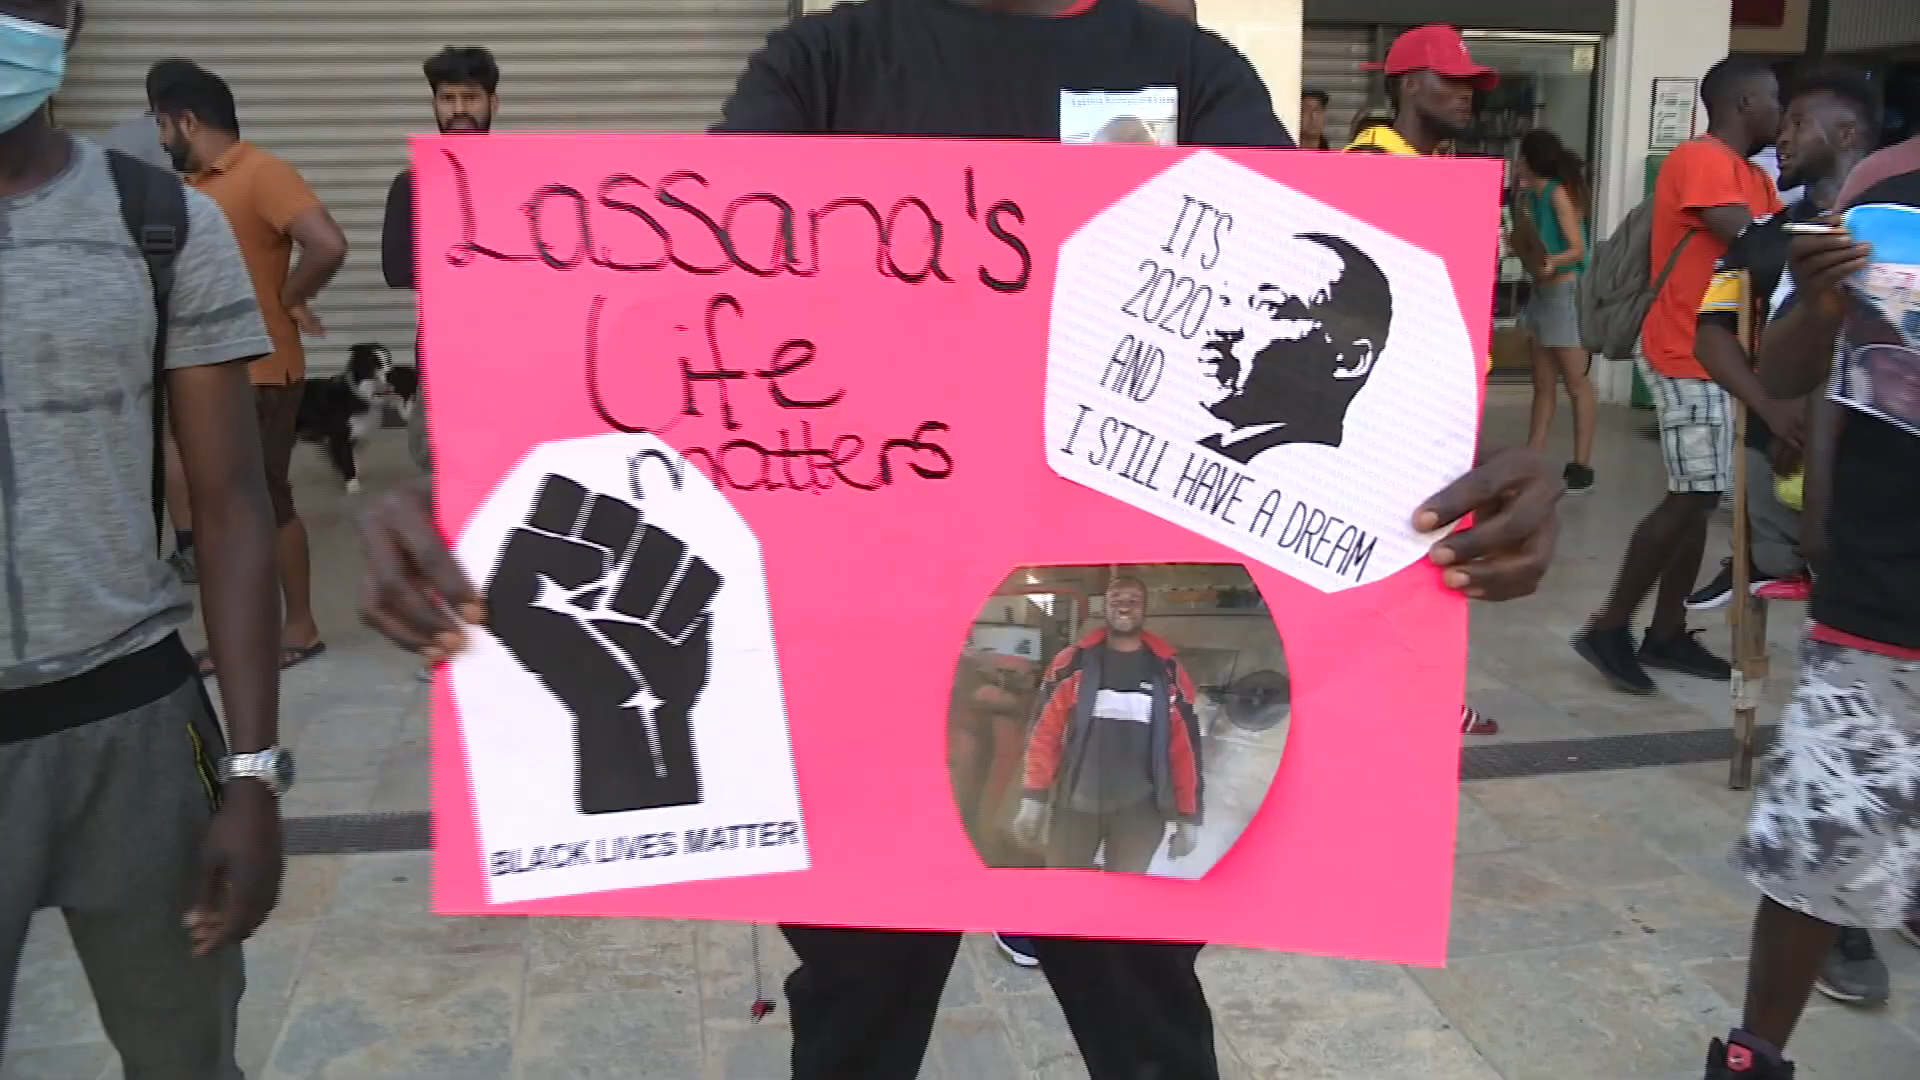 Lassana's
Life
matters
IT'S
2020
AND
I STILL HAVE A DREAM
BLACK LIVES MATTER